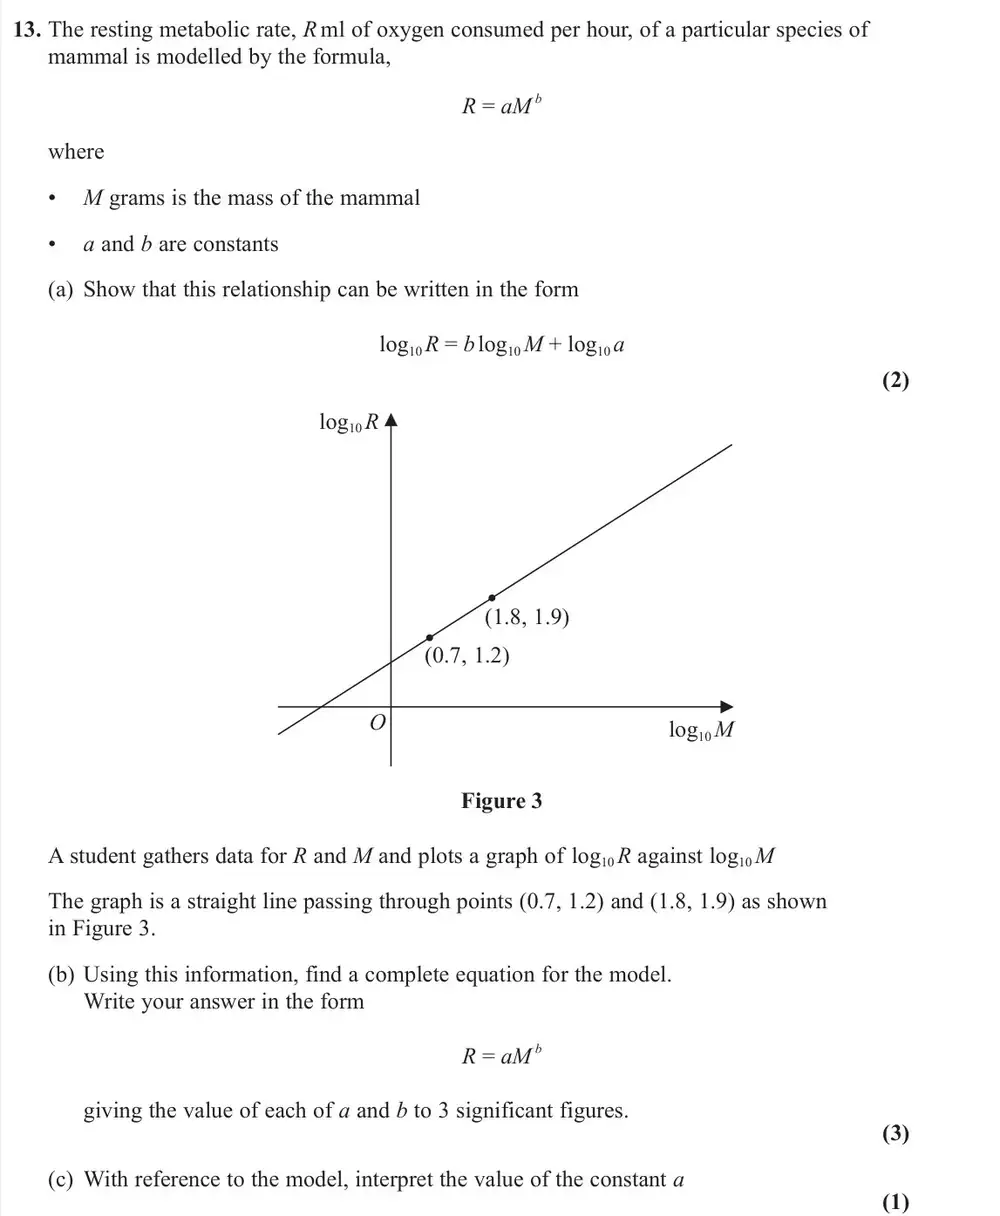 13. The resting metabolic rate, R ml of oxygen consumed per hour, of a particular species of
mammal is modelled by the formula,
R = aMᵇ
where
• M grams is the mass of the mammal
• a and b are constants
(a) Show that this relationship can be written in the form
log₁₀ R = b log₁₀ M + log₁₀ a
(2)
log₁₀ R
(1.8, 1.9)
(0.7, 1.2)
O
log₁₀ M
Figure 3
A student gathers data for R and M and plots a graph of log₁₀ R against log₁₀ M
The graph is a straight line passing through points (0.7, 1.2) and (1.8, 1.9) as shown
in Figure 3.
(b) Using this information, find a complete equation for the model.
Write your answer in the form
R = aMᵇ
giving the value of each of a and b to 3 significant figures.
(3)
(c) With reference to the model, interpret the value of the constant a
(1)